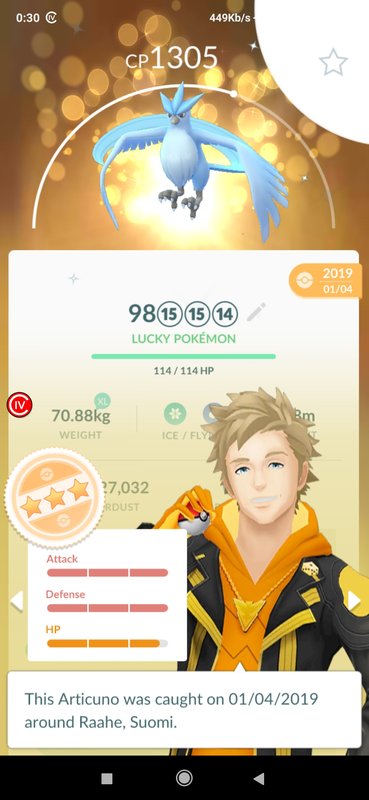 0:30 IV 449Kb/s
CP1305
2019
01/04
98 15 15 14
LUCKY POKÉMON
114 / 114 HP
XL
70.88kg
WEIGHT
ICE / FLY
8m
IV
27,032
Attack
Defense
HP
This Articuno was caught on 01/04/2019
around Raahe, Suomi.